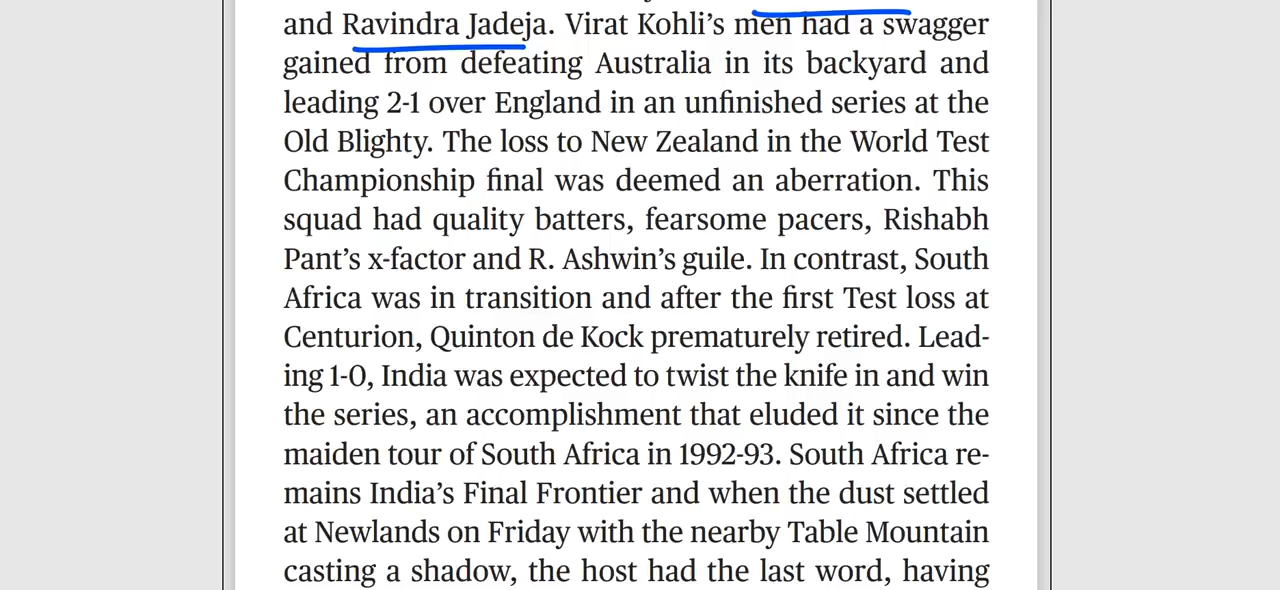 and Ravindra Jadeja. Virat Kohli’s men had a swagger
gained from defeating Australia in its backyard and
leading 2-1 over England in an unfinished series at the
Old Blighty. The loss to New Zealand in the World Test
Championship final was deemed an aberration. This
squad had quality batters, fearsome pacers, Rishabh
Pant’s x-factor and R. Ashwin’s guile. In contrast, South
Africa was in transition and after the first Test loss at
Centurion, Quinton de Kock prematurely retired. Lead-
ing 1-0, India was expected to twist the knife in and win
the series, an accomplishment that eluded it since the
maiden tour of South Africa in 1992-93. South Africa re-
mains India’s Final Frontier and when the dust settled
at Newlands on Friday with the nearby Table Mountain
casting a shadow, the host had the last word, having